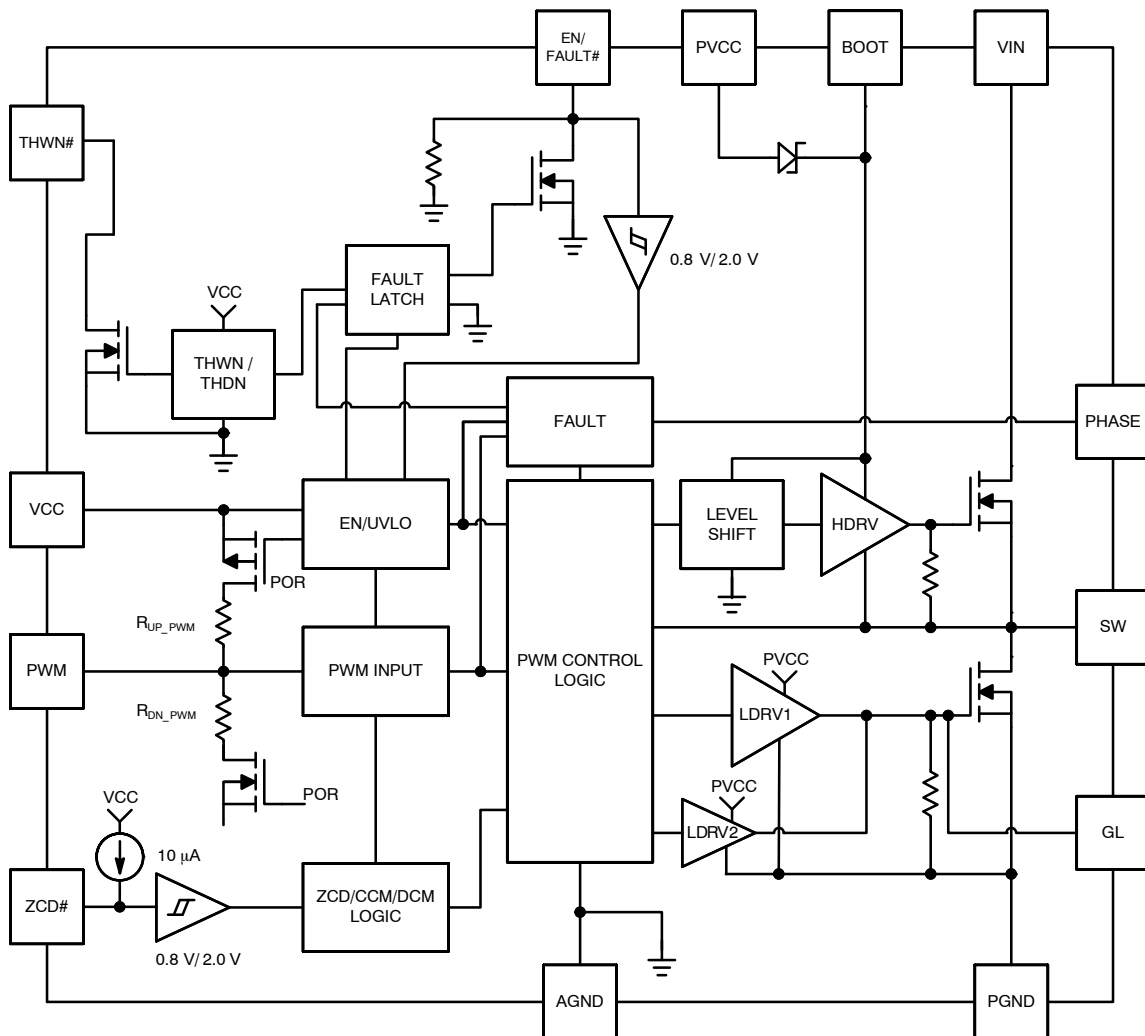 EN/
FAULT#
PVCC
BOOT
VIN
THWN#
0.8 V/2.0 V
FAULT
LATCH
VCC
THWN /
THDN
FAULT
PHASE
VCC
EN/UVLO
LEVEL
SHIFT
HDRV
POR
RUP_PWM
SW
PWM
PWM INPUT
PWM CONTROL
LOGIC
PVCC
RDN_PWM
LDRV1
PVCC
POR
VCC
LDRV2
GL
10 μA
ZCD#
ZCD/CCM/DCM
LOGIC
0.8 V/2.0 V
AGND
PGND